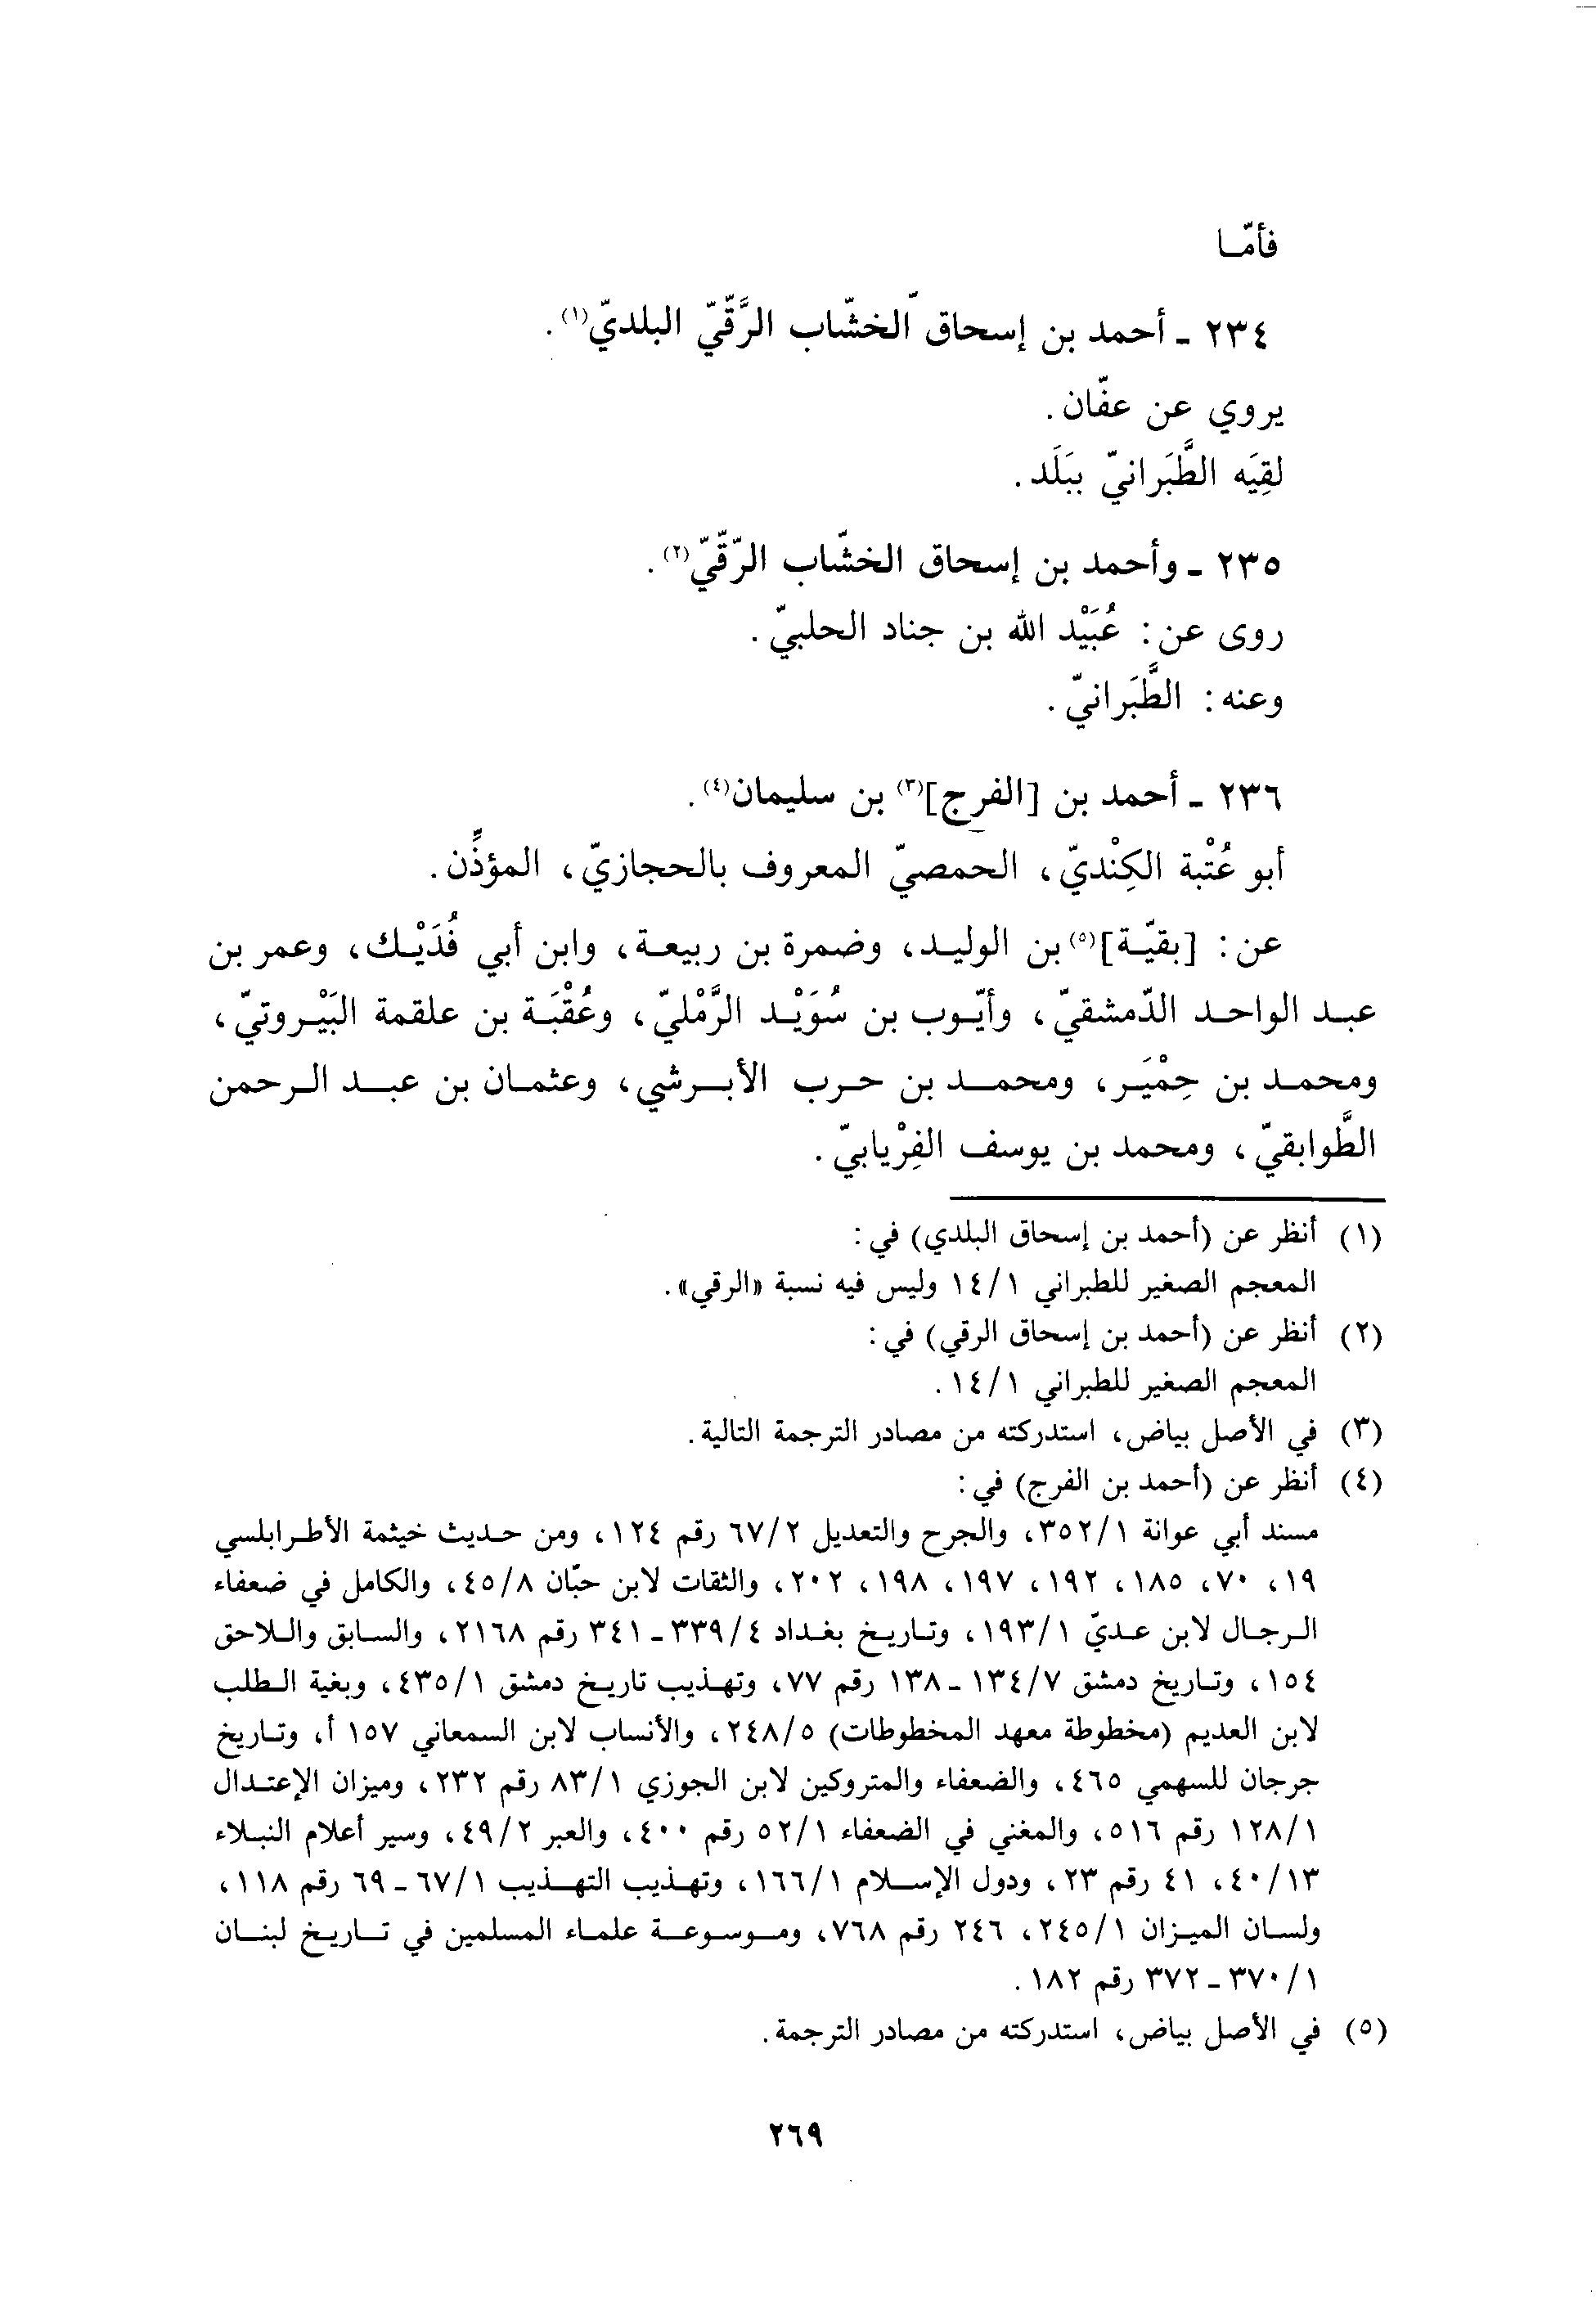 فأمّا
٢٣٤ - أحمد بن إسحاق الخشّاب الرَّقّيّ البلديّ(١).
يروي عن عفّان.
لقِيَه الطَّبَرانيّ ببَلَد.
٢٣٥ - وأحمد بن إسحاق الخشّاب الرّقّيّ(٢).
روى عن: عُبَيْد الله بن جناد الحلبيّ.
وعنه: الطَّبَرانيّ.
٢٣٦ - أحمد بن [الفرج](٣) بن سليمان(٤).
أبو عُتْبة الكِنْديّ، الحمصيّ المعروف بالحجازيّ، المؤذِّن.
عن: [بقيّة](٥) بن الوليد، وضمرة بن ربيعة، وابن أبي فُدَيْك، وعمر بن
عبد الواحد الدّمشقيّ، وأيّوب بن سُوَيْد الرَّمْليّ، وعُقْبَة بن علقمة البَيْروتيّ،
ومحمد بن حِمْيَر، ومحمد بن حرب الأبرشي، وعثمان بن عبد الرحمن
الطَّوابقيّ، ومحمد بن يوسف الفِرْيابيّ.
(١) أنظر عن (أحمد بن إسحاق البلدي) في:
المعجم الصغير للطبراني ١/١٤ وليس فيه نسبة «الرقي».
(٢) أنظر عن (أحمد بن إسحاق الرقي) في:
المعجم الصغير للطبراني ١/١٤.
(٣) في الأصل بياض، استدركته من مصادر الترجمة التالية.
(٤) أنظر عن (أحمد بن الفرج) في:
مسند أبي عوانة ١/٣٥٢، والجرح والتعديل ٢/٦٧ رقم ١٢٤، ومن حديث خيثمة الأطرابلسي
١٩، ٧٠، ١٨٥، ١٩٢، ١٩٧، ١٩٨، ٢٠٢، والثقات لابن حبّان ٨/٤٥، والكامل في ضعفاء
الرجال لابن عديّ ١/١٩٣، وتاريخ بغداد ٤/٣٣٩ - ٣٤١ رقم ٢١٦٨، والسابق واللاحق
١٥٤، وتاريخ دمشق ٧/١٣٤ - ١٣٨ رقم ٧٧، وتهذيب تاريخ دمشق ١/٤٣٥، وبغية الطلب
لابن العديم (مخطوطة معهد المخطوطات) ٥/٢٤٨، والأنساب لابن السمعاني ١٥٧ أ، وتاريخ
جرجان للسهمي ٤٦٥، والضعفاء والمتروكين لابن الجوزي ١/٨٣ رقم ٢٣٢، وميزان الإعتدال
١/١٢٨ رقم ٥١٦، والمغني في الضعفاء ١/٥٢ رقم ٤٠٠، والعبر ٢/٤٩، وسير أعلام النبلاء
١٣/٤٠، ٤١ رقم ٢٣، ودول الإسلام ١/١٦٦، وتهذيب التهذيب ١/٦٧ - ٦٩ رقم ١١٨،
ولسان الميزان ١/٢٤٥، ٢٤٦ رقم ٧٦٨، وموسوعة علماء المسلمين في تاريخ لبنان
١/٣٧٠ - ٣٧٢ رقم ١٨٢.
(٥) في الأصل بياض، استدركته من مصادر الترجمة.
٢٦٩